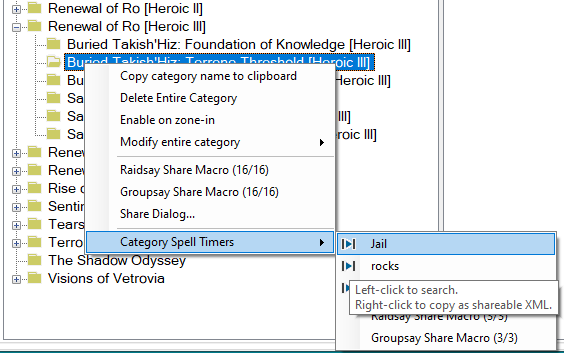 Renewal of Ro [Heroic II]
Renewal of Ro [Heroic III]
Buried Takish'Hiz: Foundation of Knowledge [Heroic III]
Buried Takish'Hiz: Terrene Threshold [Heroic III]
Bu
Heroic III]
Sa
Sa
III]
Sa
eroic III]
Renew
Renew
Rise o
Sentin
Tears
Terro
The Shadow Odyssey
Visions of Vetrovia
Copy category name to clipboard
Delete Entire Category
Enable on zone-in
Modify entire category
Raidsay Share Macro (16/16)
Groupsay Share Macro (16/16)
Share Dialog...
Category Spell Timers
Jail
rocks
Left-click to search.
Right-click to copy as shareable XML.
Raidsay Share Macro (3/3)
Groupsay Share Macro (3/3)